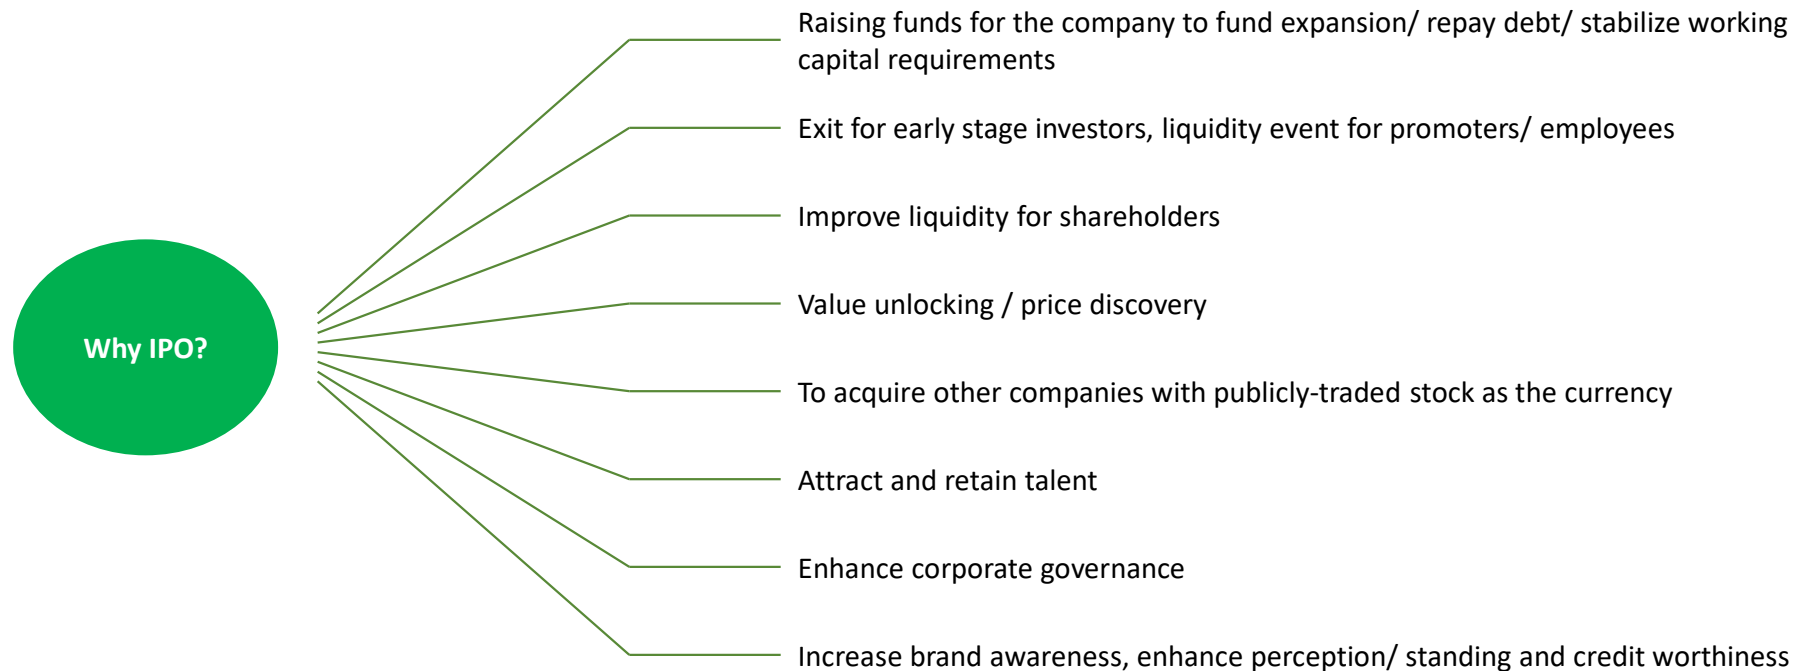 Why IPO?
Raising funds for the company to fund expansion/ repay debt/ stabilize working
capital requirements
Exit for early stage investors, liquidity event for promoters/ employees
Improve liquidity for shareholders
Value unlocking / price discovery
To acquire other companies with publicly-traded stock as the currency
Attract and retain talent
Enhance corporate governance
Increase brand awareness, enhance perception/ standing and credit worthiness